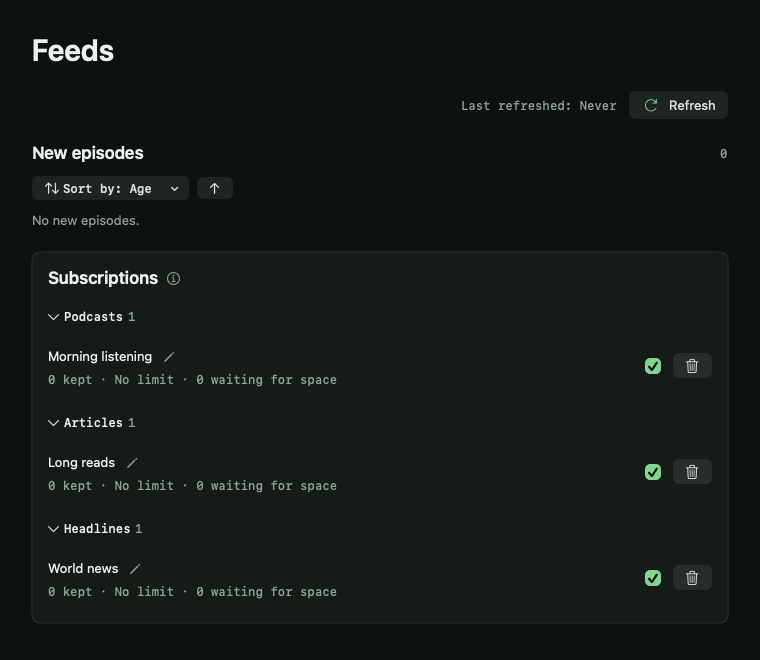 Feeds
Last refreshed: Never
Refresh
New episodes
0
Sort by: Age
No new episodes.
Subscriptions
Podcasts 1
Morning listening
0 kept · No limit · 0 waiting for space
Articles 1
Long reads
0 kept · No limit · 0 waiting for space
Headlines 1
World news
0 kept · No limit · 0 waiting for space